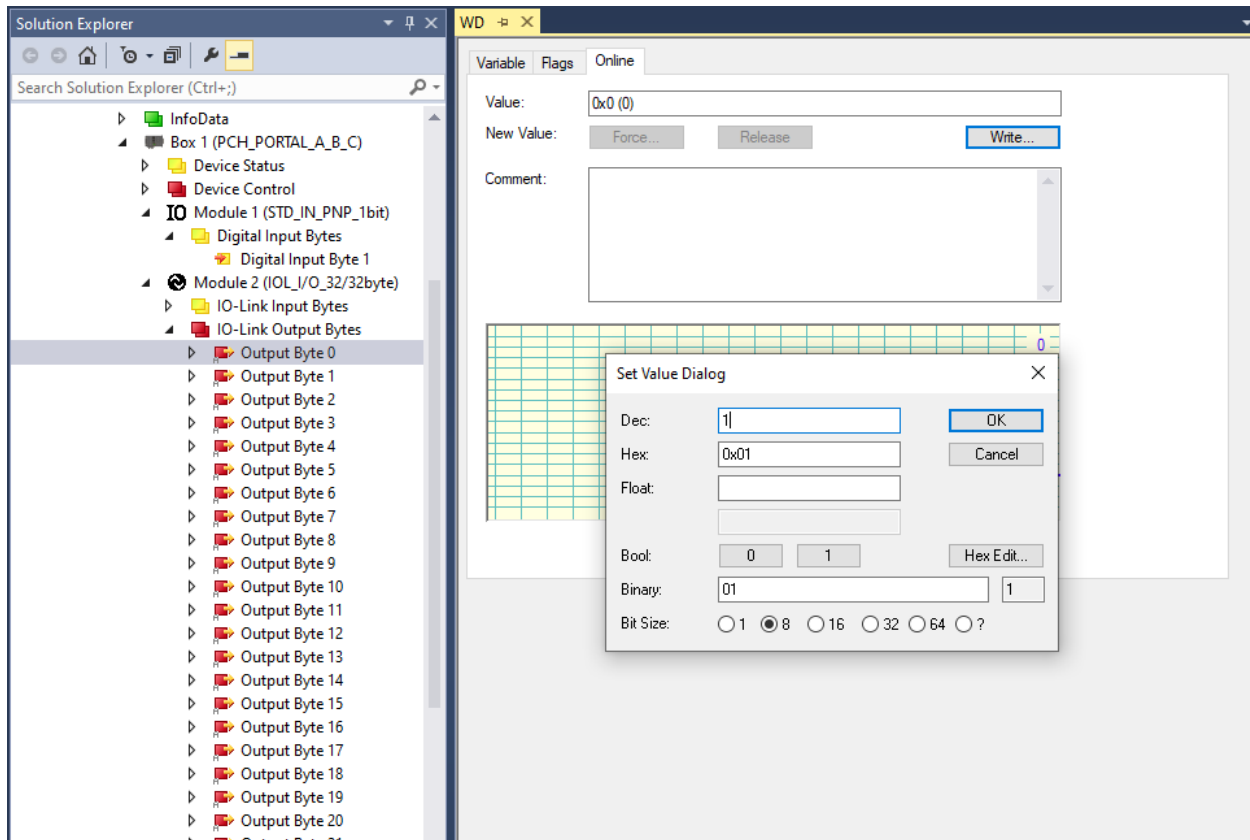 Solution Explorer
Search Solution Explorer (Ctrl+;)
InfoData
Box 1 (PCH_PORTAL_A_B_C)
Device Status
Device Control
IO Module 1 (STD_IN_PNP_1bit)
Digital Input Bytes
Digital Input Byte 1
Module 2 (IOL_I/O_32/32byte)
IO-Link Input Bytes
IO-Link Output Bytes
Output Byte 0
Output Byte 1
Output Byte 2
Output Byte 3
Output Byte 4
Output Byte 5
Output Byte 6
Output Byte 7
Output Byte 8
Output Byte 9
Output Byte 10
Output Byte 11
Output Byte 12
Output Byte 13
Output Byte 14
Output Byte 15
Output Byte 16
Output Byte 17
Output Byte 18
Output Byte 19
Output Byte 20
WD
Variable Flags Online
Value: 0x0 (0)
New Value: Force... Release Write...
Comment:
0
Set Value Dialog
Dec: 1 OK
Hex: 0x01 Cancel
Float:
Bool: 0 1 Hex Edit...
Binary: 01 1
Bit Size: 1 8 16 32 64 ?